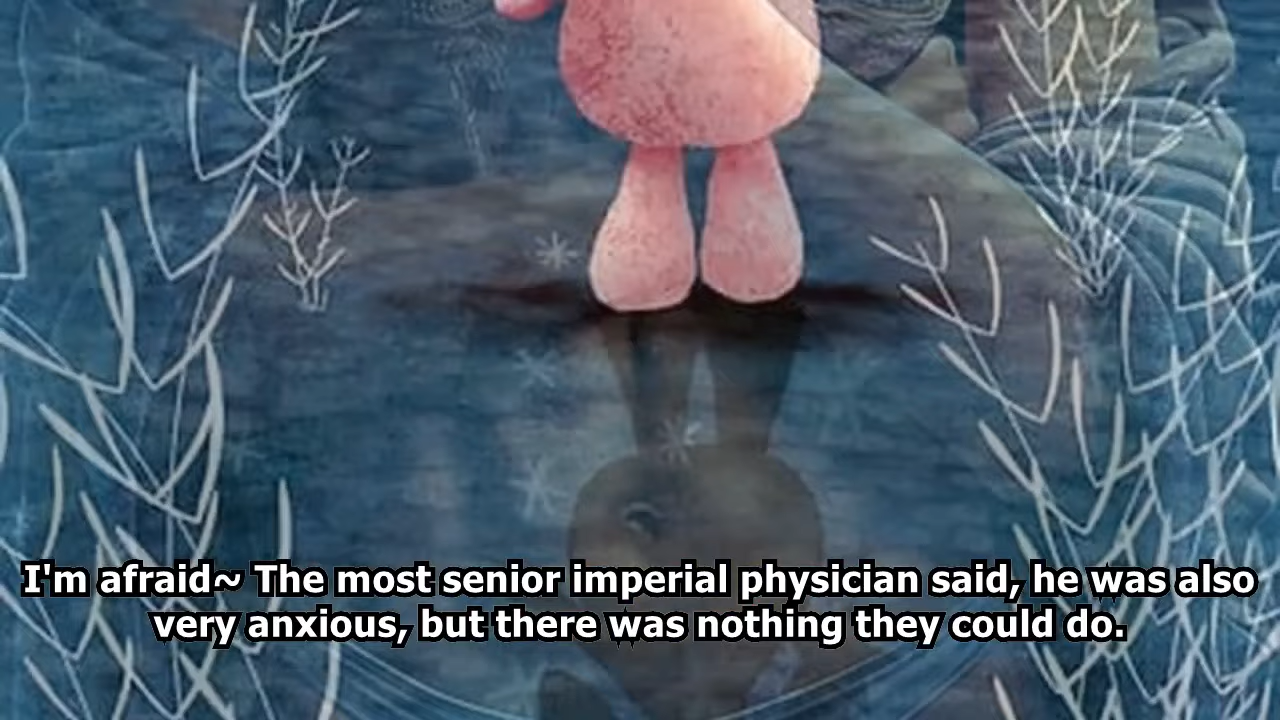 I'm afraid~ The most senior imperial physician said, he was also
very anxious, but there was nothing they could do.